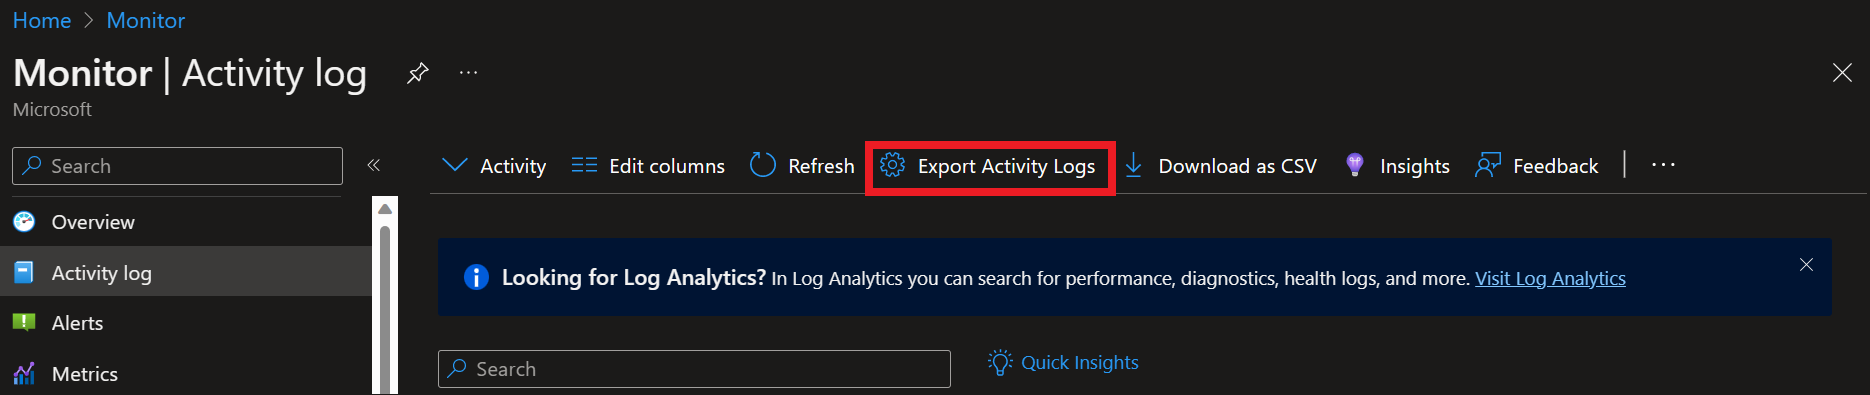 Home > Monitor
Monitor | Activity log
Microsoft
Search
Activity Edit columns Refresh Export Activity Logs Download as CSV Insights Feedback
Overview
Activity log
Alerts
Metrics
Looking for Log Analytics? In Log Analytics you can search for performance, diagnostics, health logs, and more. Visit Log Analytics
Search
Quick Insights